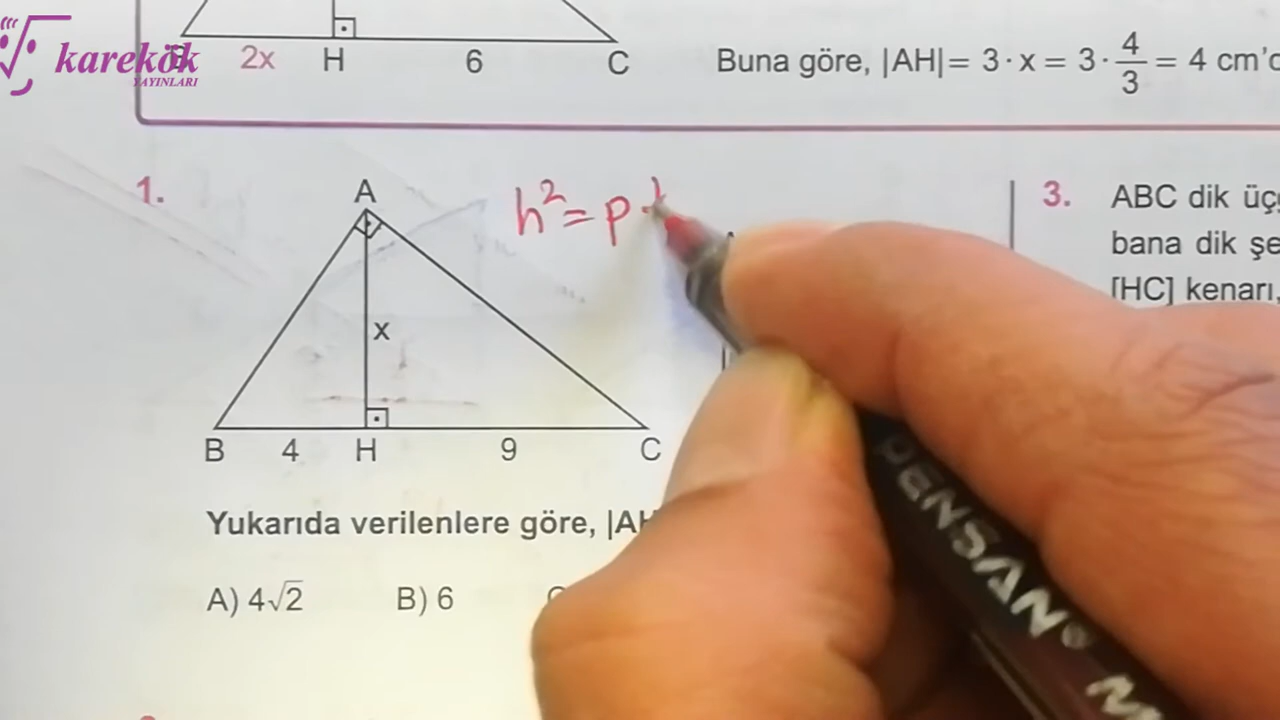 karekök
YAYINLARI
2x H 6 C
Buna göre, |AH| = 3 · x = 3 · 4/3 = 4 cm'
1.
A
h² = p ·
x
B 4 H 9 C
Yukarıda verilenlere göre, |AH
A) 4√2 B) 6
3. ABC dik üç
bana dik şe
[HC] kenarı,
PENSAN® M